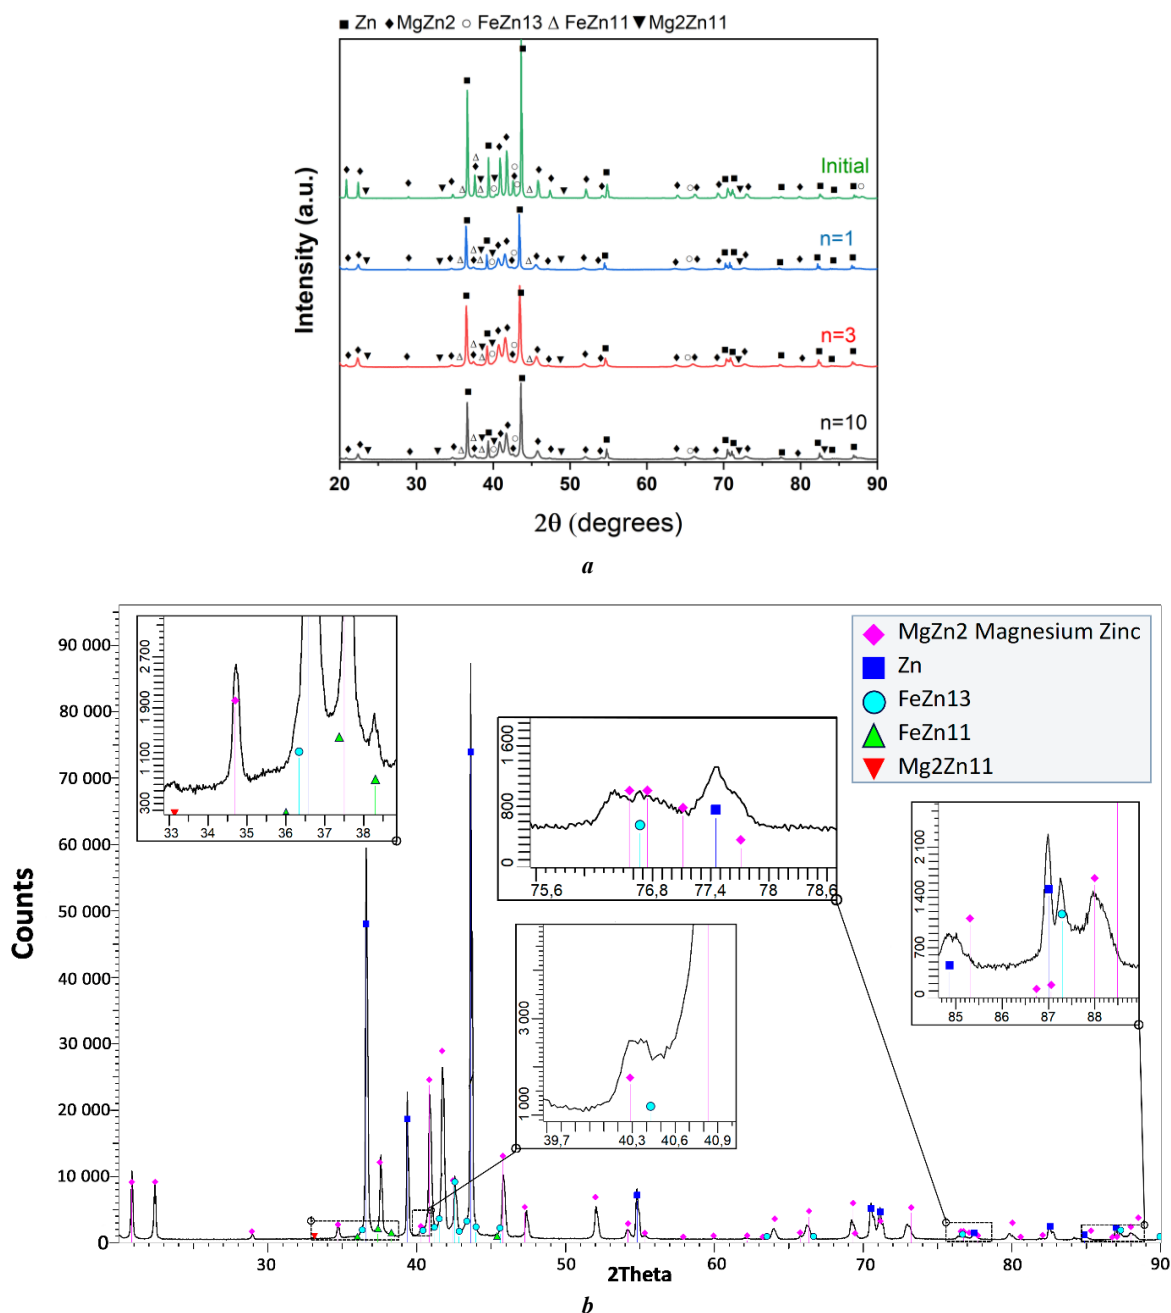 ■ Zn ♦ MgZn2 ○ FeZn13 △ FeZn11 ▼ Mg2Zn11
Intensity (a.u.)
Initial
n=1
n=3
n=10
20 30 40 50 60 70 80 90
2θ (degrees)
a
Counts
90 000
80 000
70 000
60 000
50 000
40 000
30 000
20 000
10 000
0
2 700
1 900
1 100
300
33 34 35 36 37 38
1 600
800
0
75,6 76,8 77,4 78 78,6
3 000
1 000
39,7 40,3 40,6 40,9
MgZn2 Magnesium Zinc
Zn
FeZn13
FeZn11
Mg2Zn11
2 100
1 400
700
0
85 86 87 88
30 40 50 60 70 80 90
2Theta
b